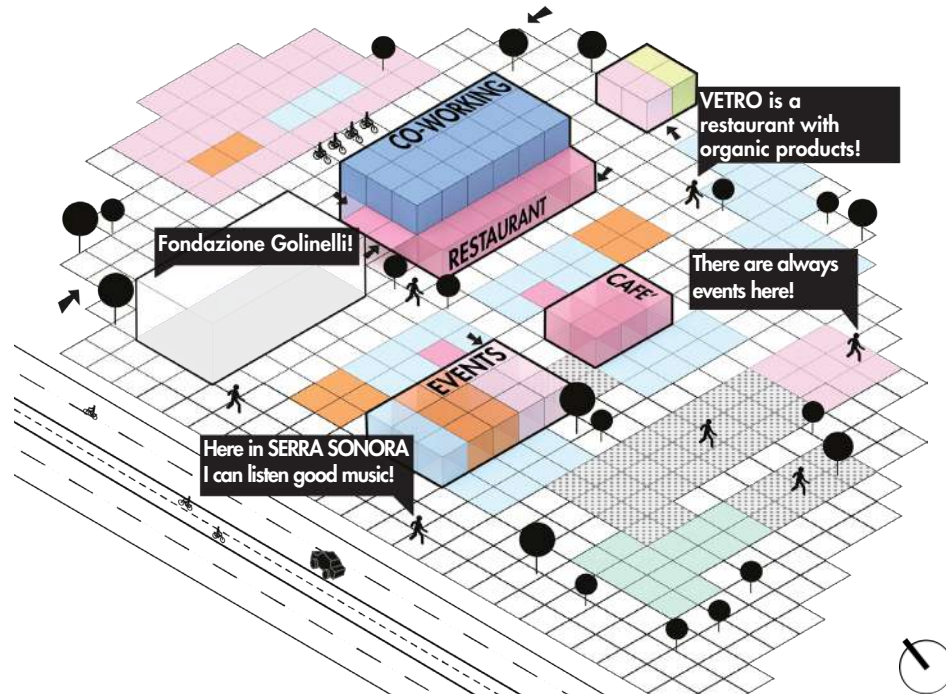 CO-WORKING
VETRO is a
restaurant with
organic products!
RESTAURANT
Fondazione Golinelli!
There are always
events here!
CAFE'
EVENTS
Here in SERRA SONORA
I can listen good music!